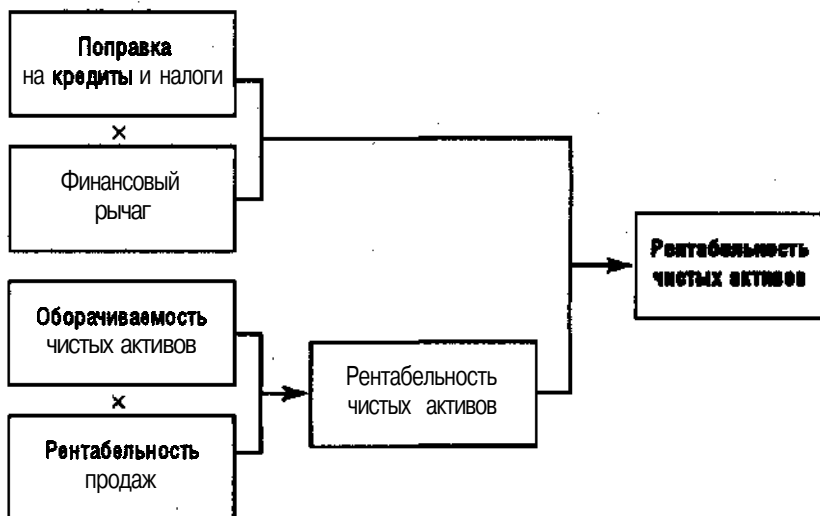 Поправка
на кредиты и налоги
×
Финансовый
рычаг
Оборачиваемость
чистых активов
×
Рентабельность
продаж
Рентабельность
чистых активов
Рентабельность
чистых активов